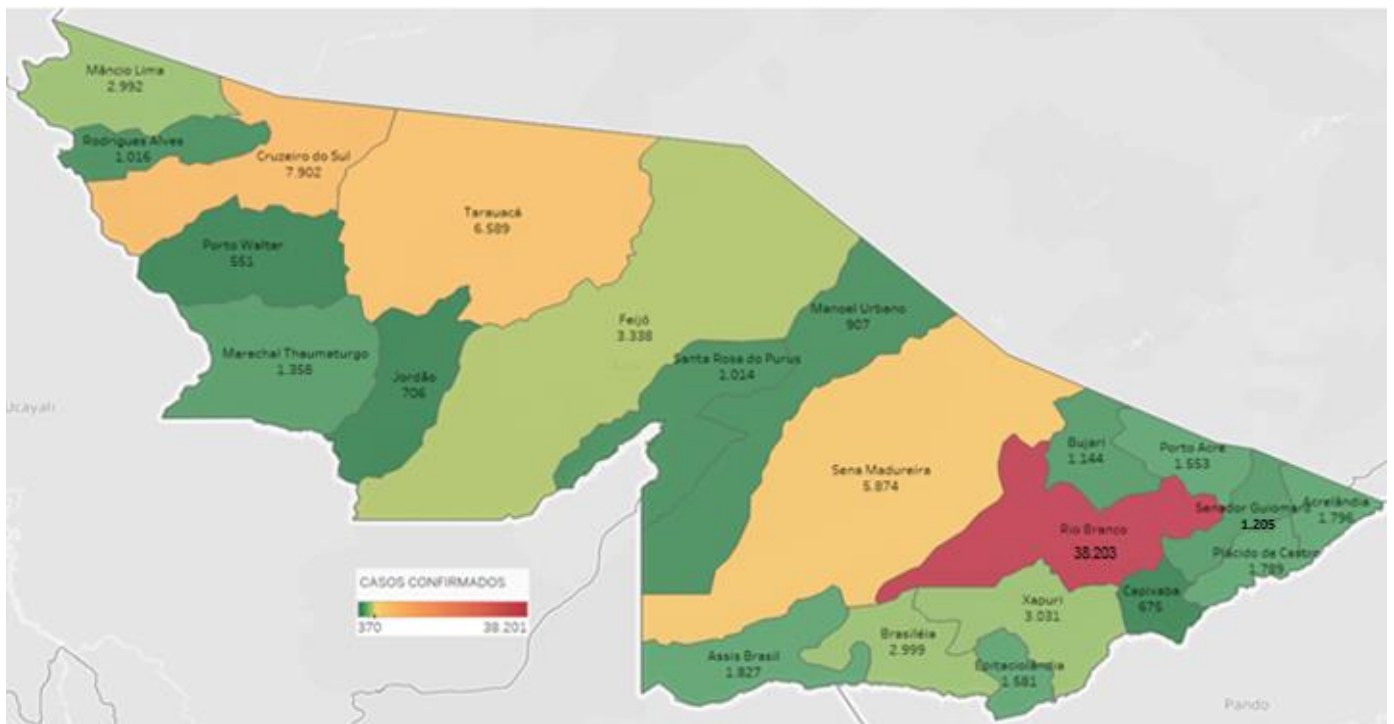 Mâncio Lima
2.992
Rodrigues Alves
1.016
Cruzeiro do Sul
7.902
Tarauacá
6.589
Porto Walter
551
Marechal Thaumaturgo
1.358
Jordão
706
Feijó
3.338
Manoel Urbano
907
Santa Rosa do Purus
1.014
Sena Madureira
5.874
Bujari
1.144
Porto Acre
1.553
Senador Guiomard
1.205
Acrelândia
1.796
Rio Branco
38.203
Plácido de Castro
1.789
Capixaba
675
Xapuri
3.031
Brasiléia
2.999
Epitaciolândia
1.581
Assis Brasil
1.827
Ucayali
Pando
CASOS CONFIRMADOS
370 38.201